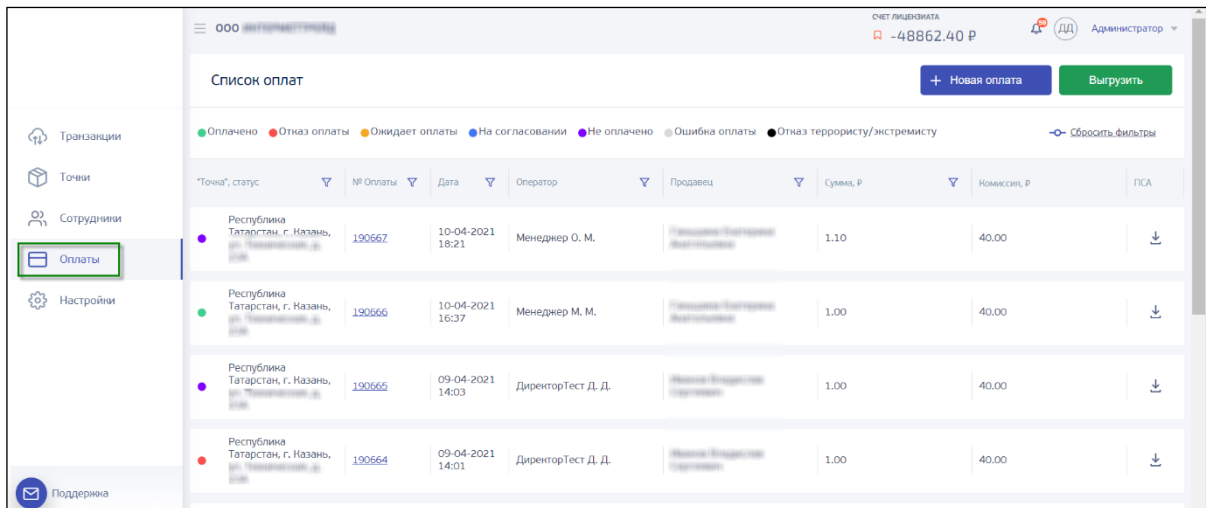 ООО
СЧЕТ ЛИЦЕНЗИАТА
-48862.40 ₽
59
ДД
Администратор
Список оплат
+ Новая оплата
Выгрузить
Оплачено Отказ оплаты Ожидает оплаты На согласовании Не оплачено Ошибка оплаты Отказ террористу/экстремисту
Сбросить фильтры
Транзакции
Точки
Сотрудники
Оплаты
Настройки
Поддержка
"Точка", статус № Оплаты Дата Оператор Продавец Сумма, ₽ Комиссия, ₽ ПСА
Республика
Татарстан, г. Казань,
190667
10-04-2021
18:21
Менеджер О. М.
1.10
40.00
Республика
Татарстан, г. Казань,
190666
10-04-2021
16:37
Менеджер М. М.
1.00
40.00
Республика
Татарстан, г. Казань,
190665
09-04-2021
14:03
ДиректорТест Д. Д.
1.00
40.00
Республика
Татарстан, г. Казань,
190664
09-04-2021
14:01
ДиректорТест Д. Д.
1.00
40.00